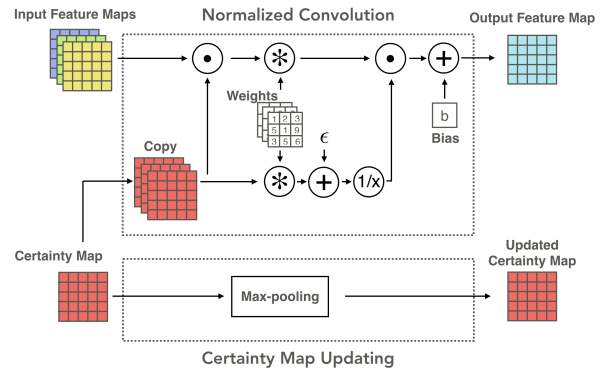 Normalized Convolution
Input Feature Maps
Output Feature Map
Weights
1 2 3
5 1 9
3 5 6
ϵ
b
Bias
Copy
+
+
1/x
Certainty Map
Updated
Certainty Map
Max-pooling
Certainty Map Updating